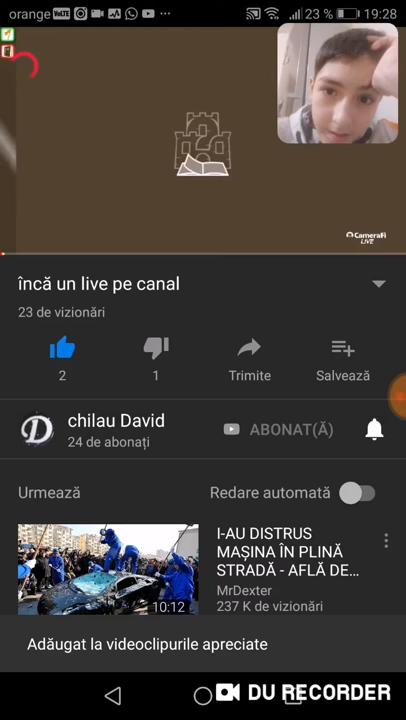 orange VoLTE 23 % 19:28
CameraFi
LIVE
încă un live pe canal
23 de vizionări
2 1 Trimite Salvează
D
chilau David
24 de abonați
ABONAT(Ă)
Urmează Redare automată
I-AU DISTRUS
MAȘINA ÎN PLINĂ
STRADĂ - AFLĂ DE...
MrDexter
237 K de vizionări
10:12
Adăugat la videoclipurile apreciate
DU RECORDER